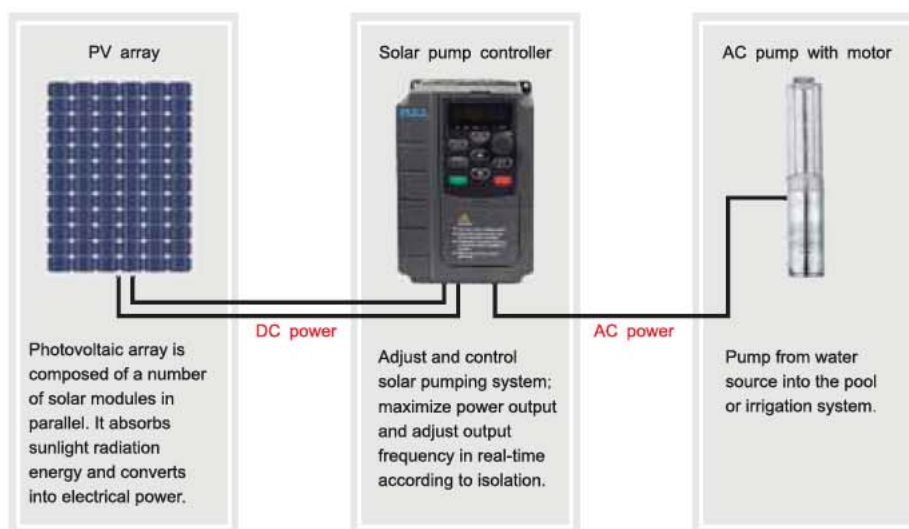 PV array
Solar pump controller
AC pump with motor
DC power
AC power
Photovoltaic array is
composed of a number
of solar modules in
parallel. It absorbs
sunlight radiation
energy and converts
into electrical power.
Adjust and control
solar pumping system;
maximize power output
and adjust output
frequency in real-time
according to isolation.
Pump from water
source into the pool
or irrigation system.